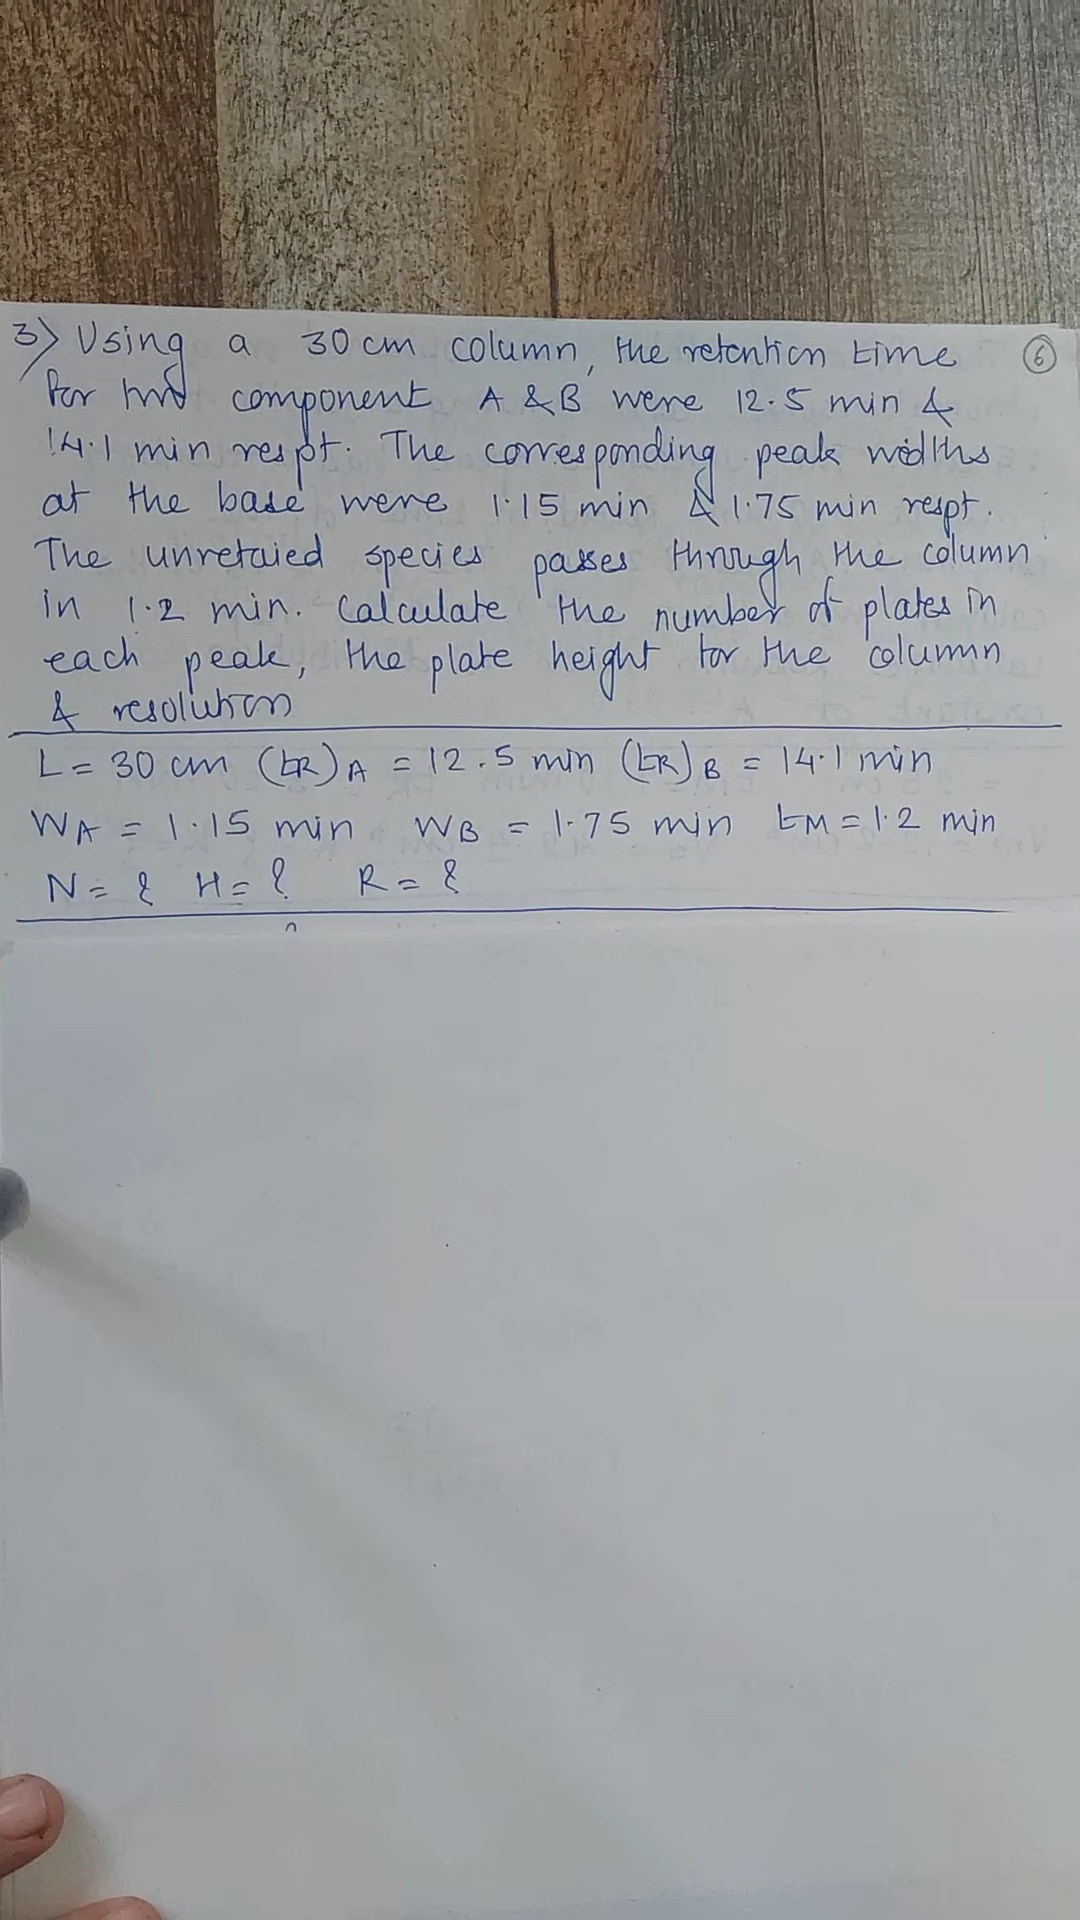 3) Using a 30 cm column, the retention time
⑥
for two component A & B were 12.5 min &
14.1 min respt. The corresponding peak widths
at the base were 1.15 min & 1.75 min respt.
The unretaied species passes through the column
in 1.2 min. Calculate the number of plates in
each peak, the plate height for the column
& resolution
L = 30 cm (tR)A = 12.5 min (tR)B = 14.1 min
WA = 1.15 min WB = 1.75 min tM = 1.2 min
N = ? H = ? R = ?